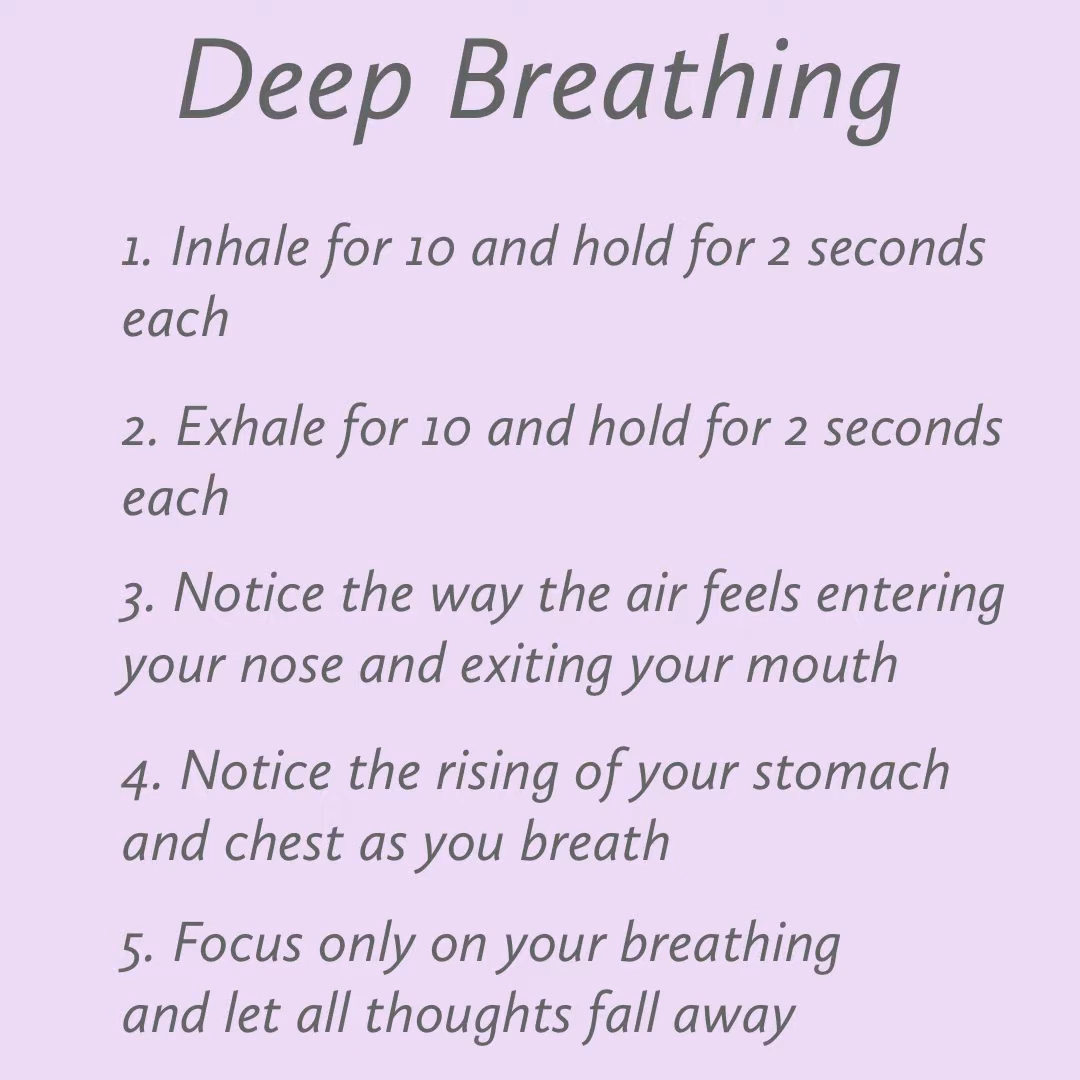 Deep Breathing
1. Inhale for 10 and hold for 2 seconds
each
2. Exhale for 10 and hold for 2 seconds
each
3. Notice the way the air feels entering
your nose and exiting your mouth
4. Notice the rising of your stomach
and chest as you breath
5. Focus only on your breathing
and let all thoughts fall away